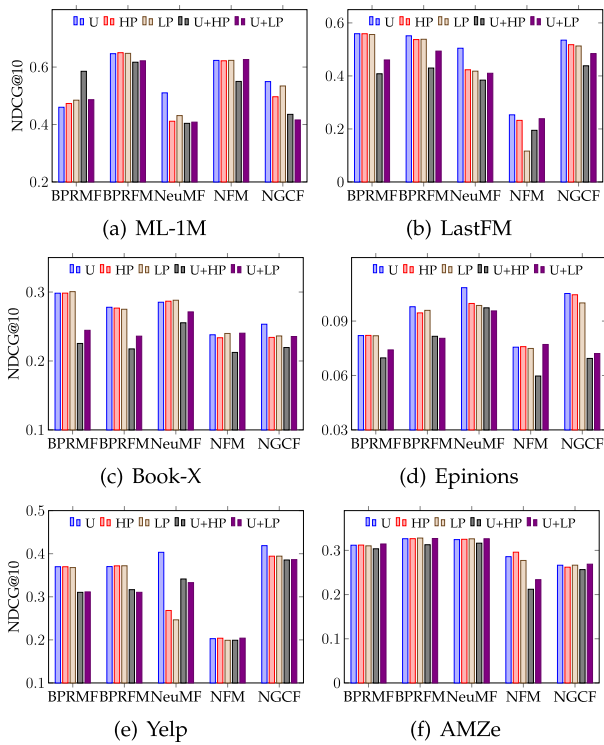 U HP LP U+HP U+LP
NDCG@10
0.6
0.4
0.2
BPRMF BPRFM NeuMF NFM NGCF
(a) ML-1M
U HP LP U+HP U+LP
0.6
0.4
0.2
0
BPRMF BPRFM NeuMF NFM NGCF
(b) LastFM
U HP LP U+HP U+LP
NDCG@10
0.3
0.2
0.1
BPRMF BPRFM NeuMF NFM NGCF
(c) Book-X
U HP LP U+HP U+LP
0.09
0.06
0.03
BPRMF BPRFM NeuMF NFM NGCF
(d) Epinions
U HP LP U+HP U+LP
NDCG@10
0.5
0.4
0.3
0.2
0.1
BPRMF BPRFM NeuMF NFM NGCF
(e) Yelp
U HP LP U+HP U+LP
0.3
0.2
0.1
0
BPRMF BPRFM NeuMF NFM NGCF
(f) AMZe